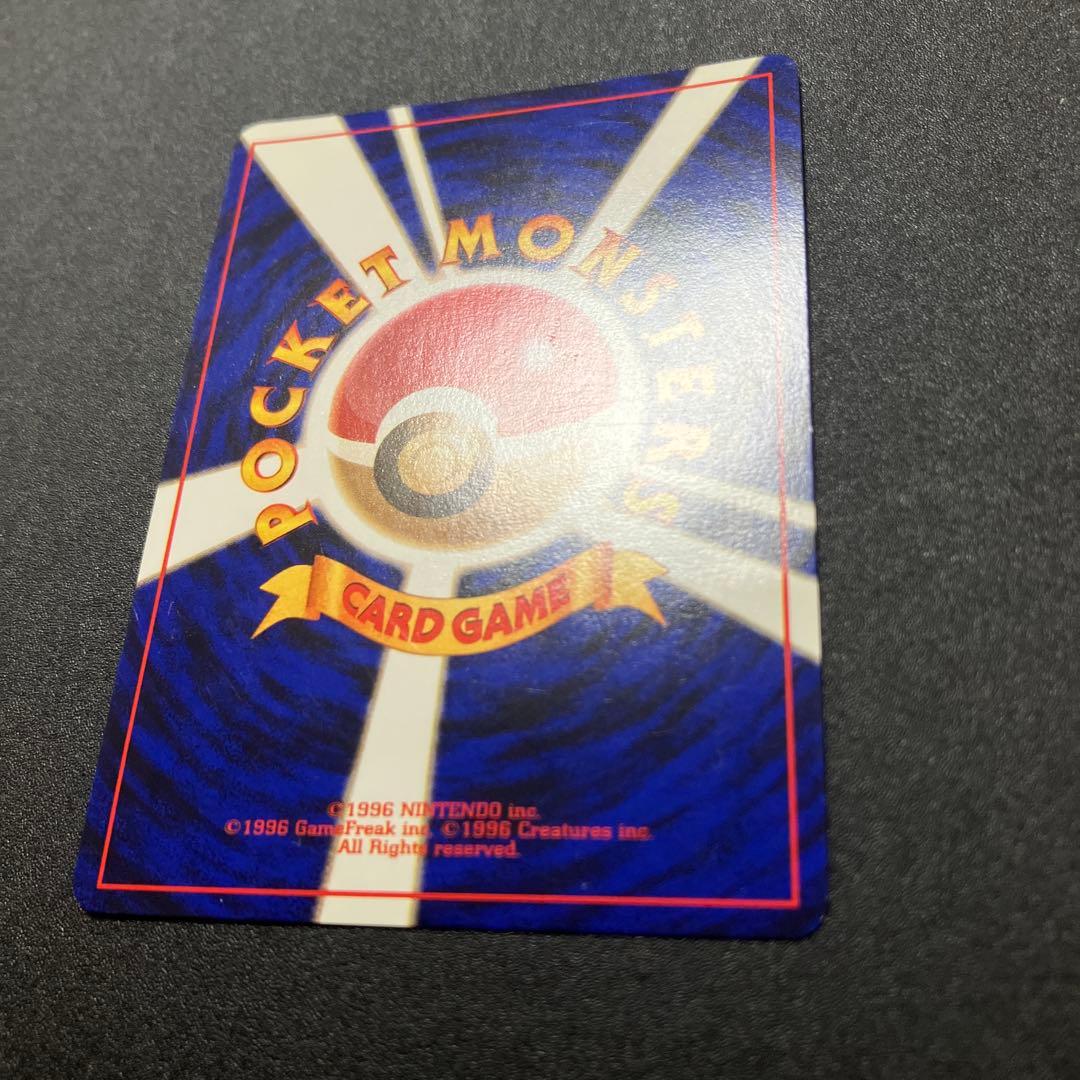 POCKET MONSTERS
CARD GAME
©1996 NINTENDO inc.
©1996 GameFreak inc. ©1996 Creatures inc.
All Rights reserved.